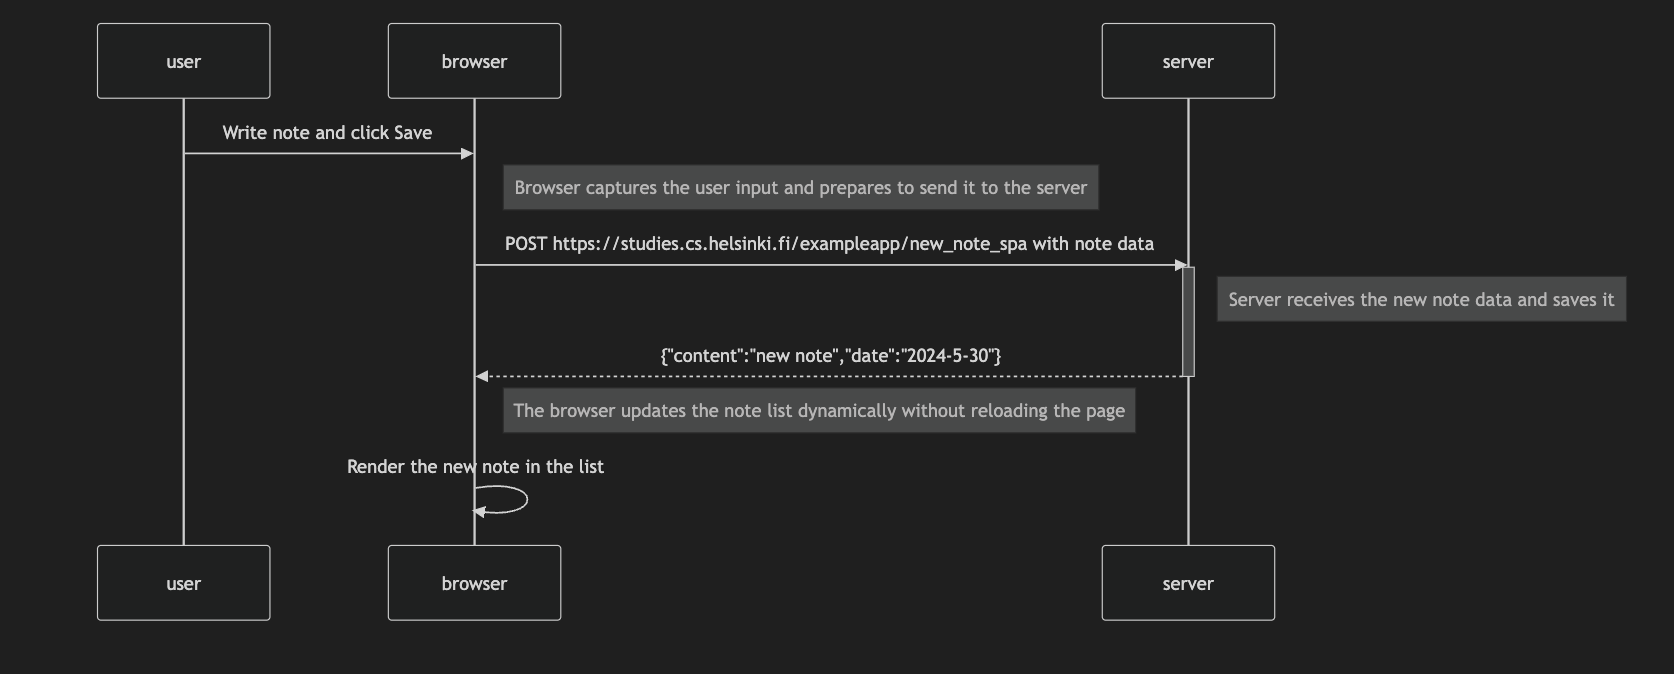 user
browser
server
Write note and click Save
Browser captures the user input and prepares to send it to the server
POST https://studies.cs.helsinki.fi/exampleapp/new_note_spa with note data
Server receives the new note data and saves it
{"content":"new note","date":"2024-5-30"}
The browser updates the note list dynamically without reloading the page
Render the new note in the list
user
browser
server